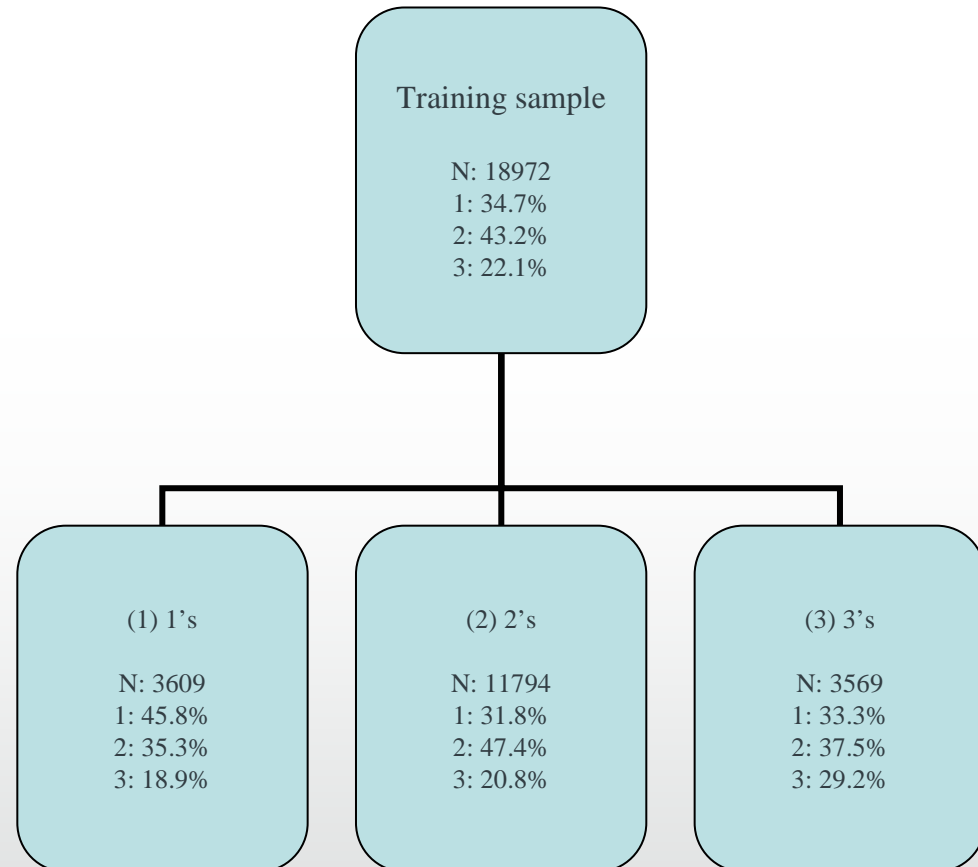 Training sample
N: 18972
1: 34.7%
2: 43.2%
3: 22.1%
(1) 1’s
N: 3609
1: 45.8%
2: 35.3%
3: 18.9%
(2) 2’s
N: 11794
1: 31.8%
2: 47.4%
3: 20.8%
(3) 3’s
N: 3569
1: 33.3%
2: 37.5%
3: 29.2%